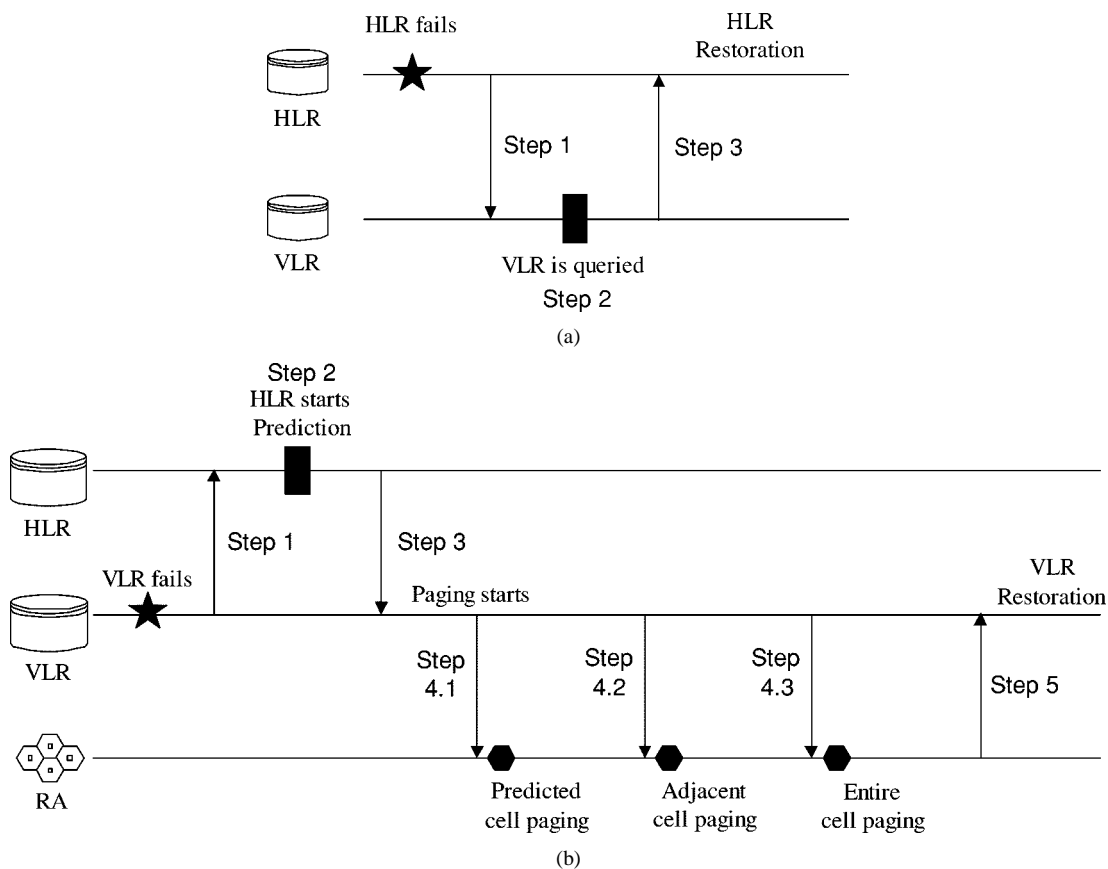 HLR fails
HLR
Restoration
HLR
Step 1
Step 3
VLR
VLR is queried
Step 2
(a)
Step 2
HLR starts
Prediction
HLR
Step 1
Step 3
VLR fails
Paging starts
VLR
Restoration
VLR
Step
4.1
Step
4.2
Step
4.3
Step 5
RA
Predicted
cell paging
Adjacent
cell paging
Entire
cell paging
(b)